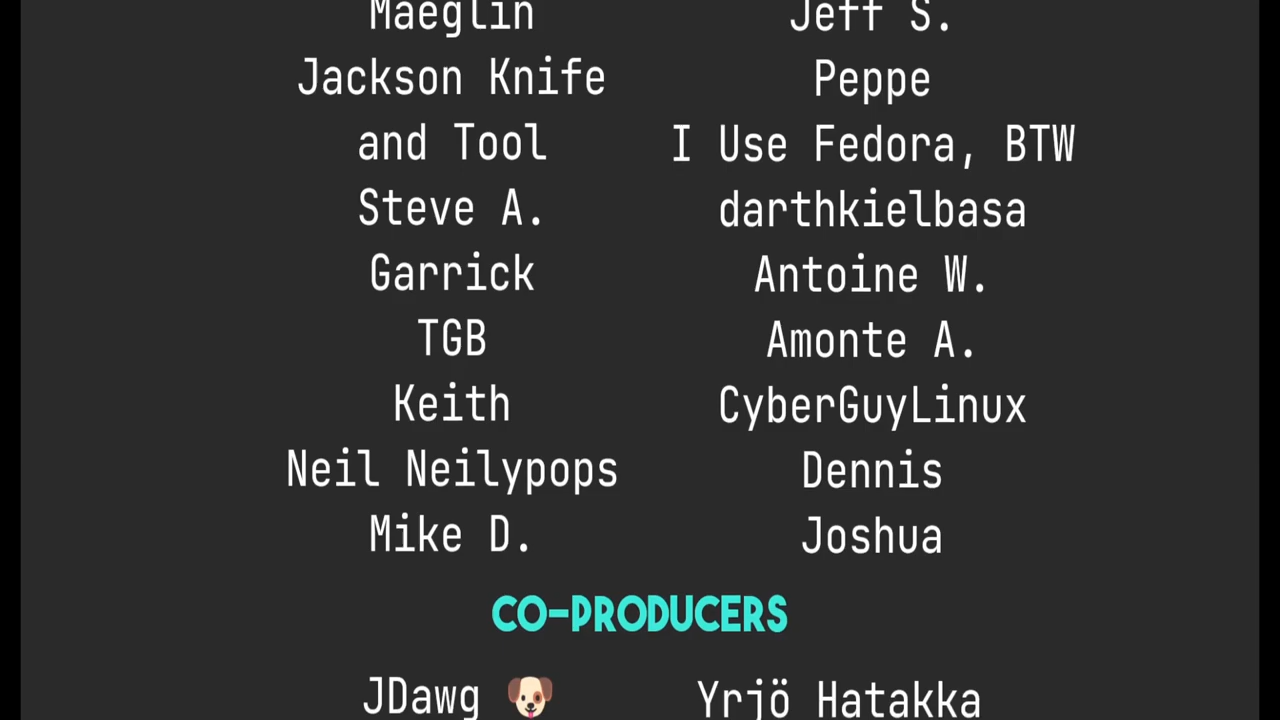 Maeglin
Jackson Knife
and Tool
Steve A.
Garrick
TGB
Keith
Neil Neilypops
Mike D.
Jeff S.
Peppe
I Use Fedora, BTW
darthkielbasa
Antoine W.
Amonte A.
CyberGuyLinux
Dennis
Joshua
CO-PRODUCERS
JDawg 🐶
Yrjö Hatakka